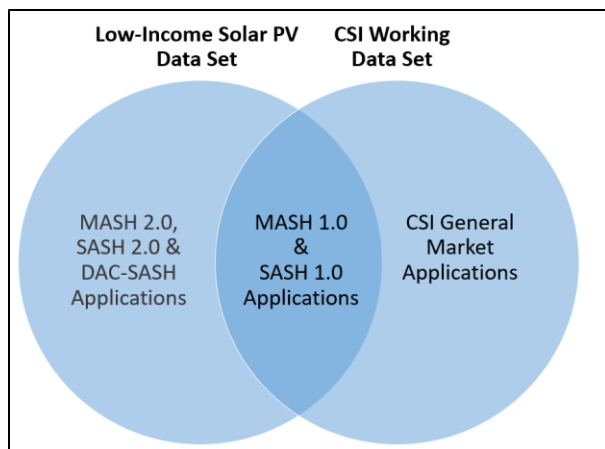 Low-Income Solar PV
Data Set
CSI Working
Data Set
MASH 2.0,
SASH 2.0 &
DAC-SASH
Applications
MASH 1.0
&
SASH 1.0
Applications
CSI General
Market
Applications